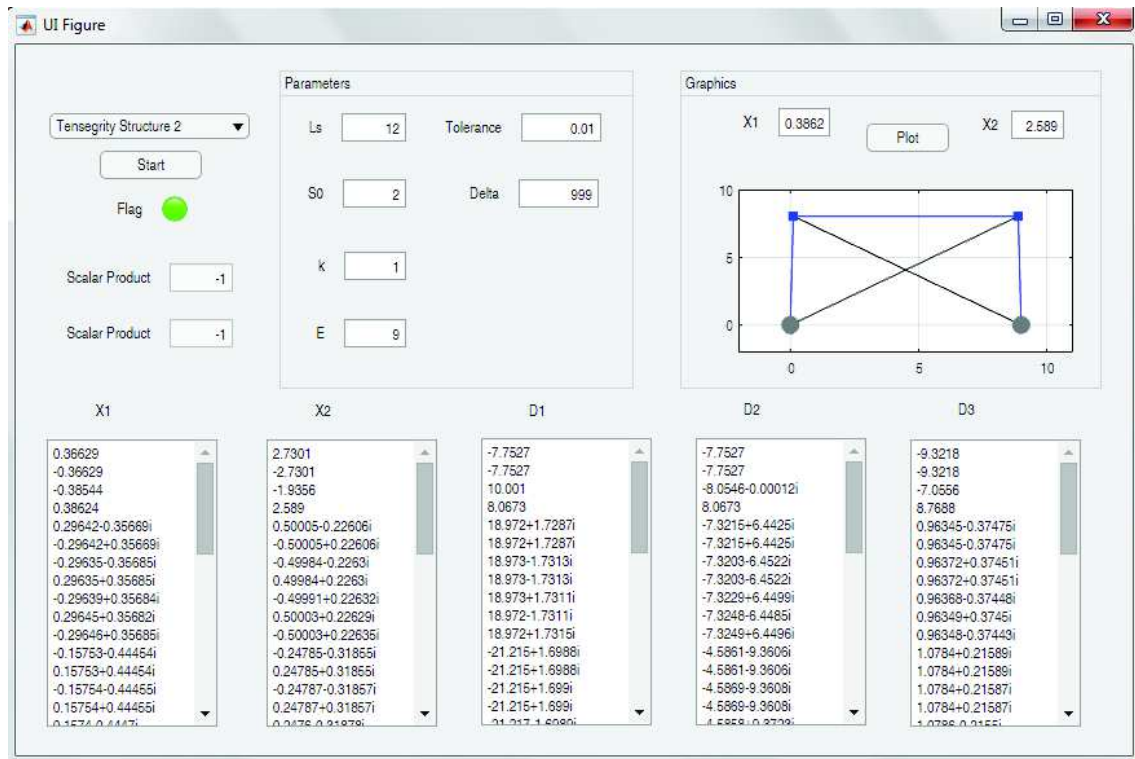 UI Figure
Tensegrity Structure 2
Start
Flag
Scalar Product -1
Scalar Product -1
Parameters
Ls 12 Tolerance 0.01
S0 2 Delta 999
k 1
E 9
Graphics
X1 0.3862 Plot X2 2.589
10
5
0
0 5 10
X1
0.36629
-0.36629
-0.38544
0.38624
0.29642-0.35669i
-0.29642+0.35669i
-0.29635-0.35685i
0.29635+0.35685i
-0.29639+0.35684i
0.29645+0.35682i
-0.29646+0.35685i
-0.15753-0.44454i
0.15753+0.44454i
-0.15754-0.44455i
0.15754+0.44455i
X2
2.7301
-2.7301
-1.9356
2.589
0.50005-0.22606i
-0.50005+0.22606i
-0.49984-0.2263i
0.49984+0.2263i
-0.49991+0.22632i
0.50003+0.22629i
-0.50003+0.22635i
-0.24785-0.31855i
0.24785+0.31855i
-0.24787-0.31857i
0.24787+0.31857i
D1
-7.7527
-7.7527
10.001
8.0673
18.972+1.7287i
18.972+1.7287i
18.973-1.7313i
18.973-1.7313i
18.973+1.7311i
18.972-1.7311i
18.972+1.7315i
-21.215+1.6988i
-21.215+1.6988i
-21.215+1.699i
-21.215+1.699i
D2
-7.7527
-7.7527
-8.0546-0.00012i
8.0673
-7.3215+6.4425i
-7.3215+6.4425i
-7.3203-6.4522i
-7.3203-6.4522i
-7.3229+6.4499i
-7.3248-6.4485i
-7.3249+6.4496i
-4.5861-9.3606i
-4.5861-9.3606i
-4.5869-9.3608i
-4.5869-9.3608i
D3
-9.3218
-9.3218
-7.0556
8.7688
0.96345-0.37475i
0.96345-0.37475i
0.96372+0.37451i
0.96372+0.37451i
0.96368-0.37448i
0.96349+0.3745i
0.96348-0.37443i
1.0784+0.21589i
1.0784+0.21589i
1.0784+0.21587i
1.0784+0.21587i